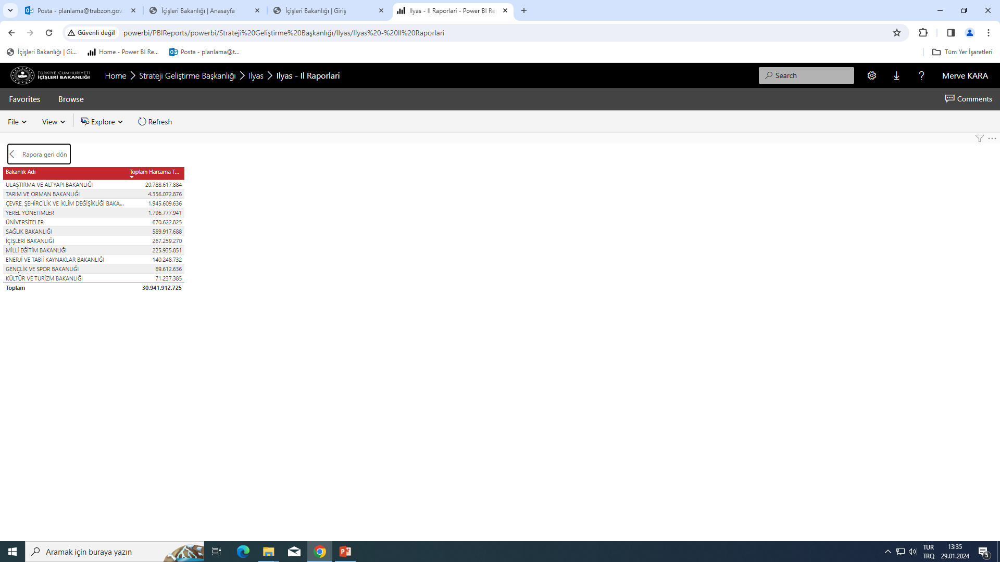 Posta - planlama@trabzon.gov.
İçişleri Bakanlığı | Anasayfa
İçişleri Bakanlığı | Giriş
Ilyas - Il Raporlari - Power BI Re
Güvenli değil
powerbi/PBIReports/powerbi/Strateji%20Geliştirme%20Başkanlığı/Ilyas/Ilyas%20-%20Il%20Raporlari
İçişleri Bakanlığı | Gi...
Home - Power BI Re...
Posta - planlama@t...
Tüm Yer İşaretleri
TÜRKİYE CUMHURİYETİ
İÇİŞLERİ BAKANLIĞI
Home > Strateji Geliştirme Başkanlığı > Ilyas > Ilyas - Il Raporlari
Search
?
Merve KARA
Favorites
Browse
Comments
File
View
Explore
Refresh
Rapora geri dön
Bakanlık Adı Toplam Harcama T...
ULAŞTIRMA VE ALTYAPI BAKANLIĞI 20.788.617.884
TARIM VE ORMAN BAKANLIĞI 4.356.072.876
ÇEVRE, ŞEHİRCİLİK VE İKLİM DEĞİŞİKLİĞİ BAKA... 1.945.609.636
YEREL YÖNETİMLER 1.796.777.941
ÜNİVERSİTELER 670.622.825
SAĞLIK BAKANLIĞI 589.917.688
İÇİŞLERİ BAKANLIĞI 267.259.270
MİLLİ EĞİTİM BAKANLIĞI 225.935.851
ENERJİ VE TABİİ KAYNAKLAR BAKANLIĞI 140.248.732
GENÇLİK VE SPOR BAKANLIĞI 89.612.636
KÜLTÜR VE TURİZM BAKANLIĞI 71.237.385
Toplam 30.941.912.725
Aramak için buraya yazın
TUR
TRQ
13:35
29.01.2024
5